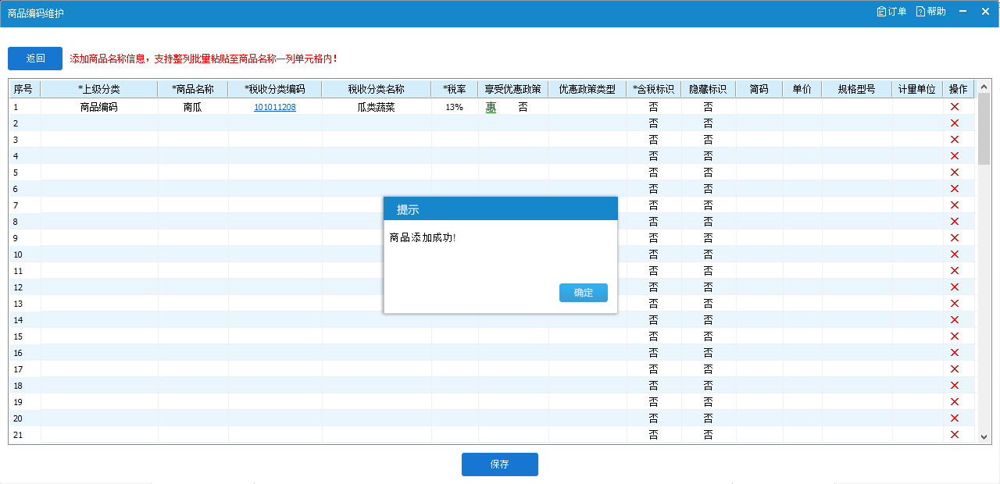 商品编码维护
订单 帮助
返回 添加商品名称信息，支持整列批量粘贴至商品名称一列单元格内！
序号 *上级分类 *商品名称 *税收分类编码 税收分类名称 *税率 享受优惠政策 优惠政策类型 *含税标识 隐藏标识 简码 单价 规格型号 计量单位 操作
1 商品编码 南瓜 101011208 瓜类蔬菜 13% 惠 否 否 否
2 否 否
3 否 否
4 否 否
5 否 否
6 否 否
7 否 否
8 否 否
9 否 否
10 否 否
11 否 否
12 否 否
13 否 否
14 否 否
15 否 否
16 否 否
17 否 否
18 否 否
19 否 否
20 否 否
21 否 否
提示
商品添加成功!
确定
保存